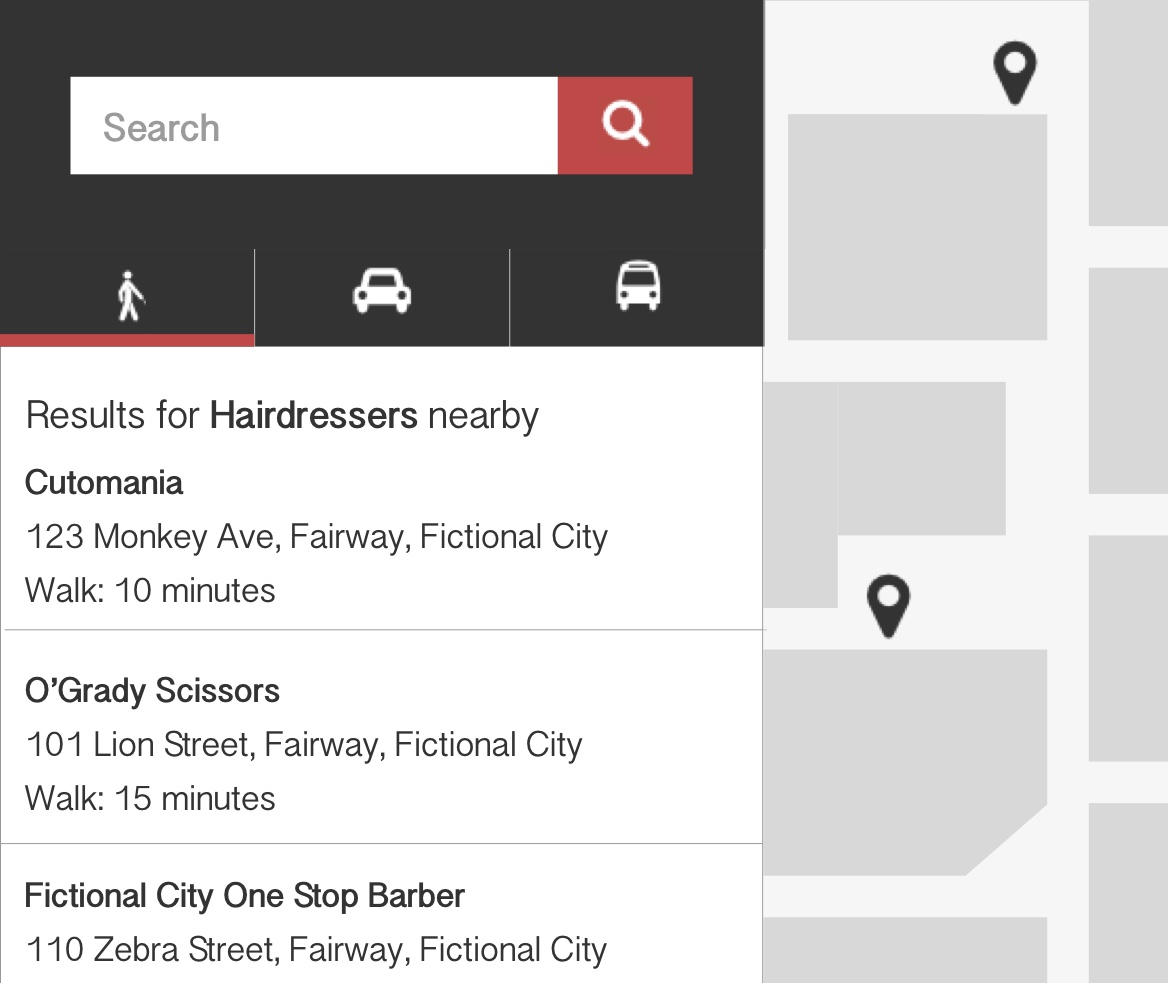 Search
Results for Hairdressers nearby
Cutomania
123 Monkey Ave, Fairway, Fictional City
Walk: 10 minutes
O’Grady Scissors
101 Lion Street, Fairway, Fictional City
Walk: 15 minutes
Fictional City One Stop Barber
110 Zebra Street, Fairway, Fictional City